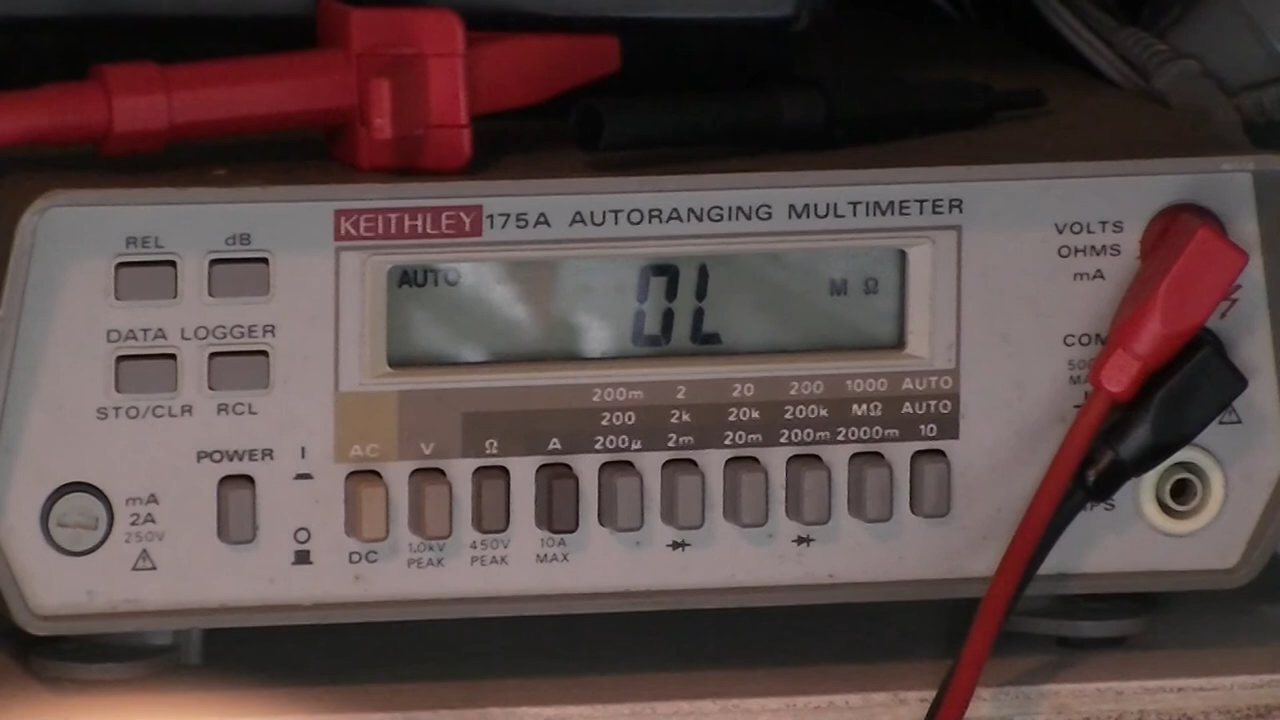 KEITHLEY 175A AUTORANGING MULTIMETER
REL dB
DATA LOGGER
STO/CLR RCL
POWER I
O
mA
2A
250V
AUTO OL M Ω
200m 2 20 200 1000 AUTO
200 2k 20k 200k MΩ AUTO
AC V Ω A 200µ 2m 20m 200m 2000m 10
DC 1.0kV PEAK 450V PEAK 10A MAX
VOLTS
OHMS
mA
COM